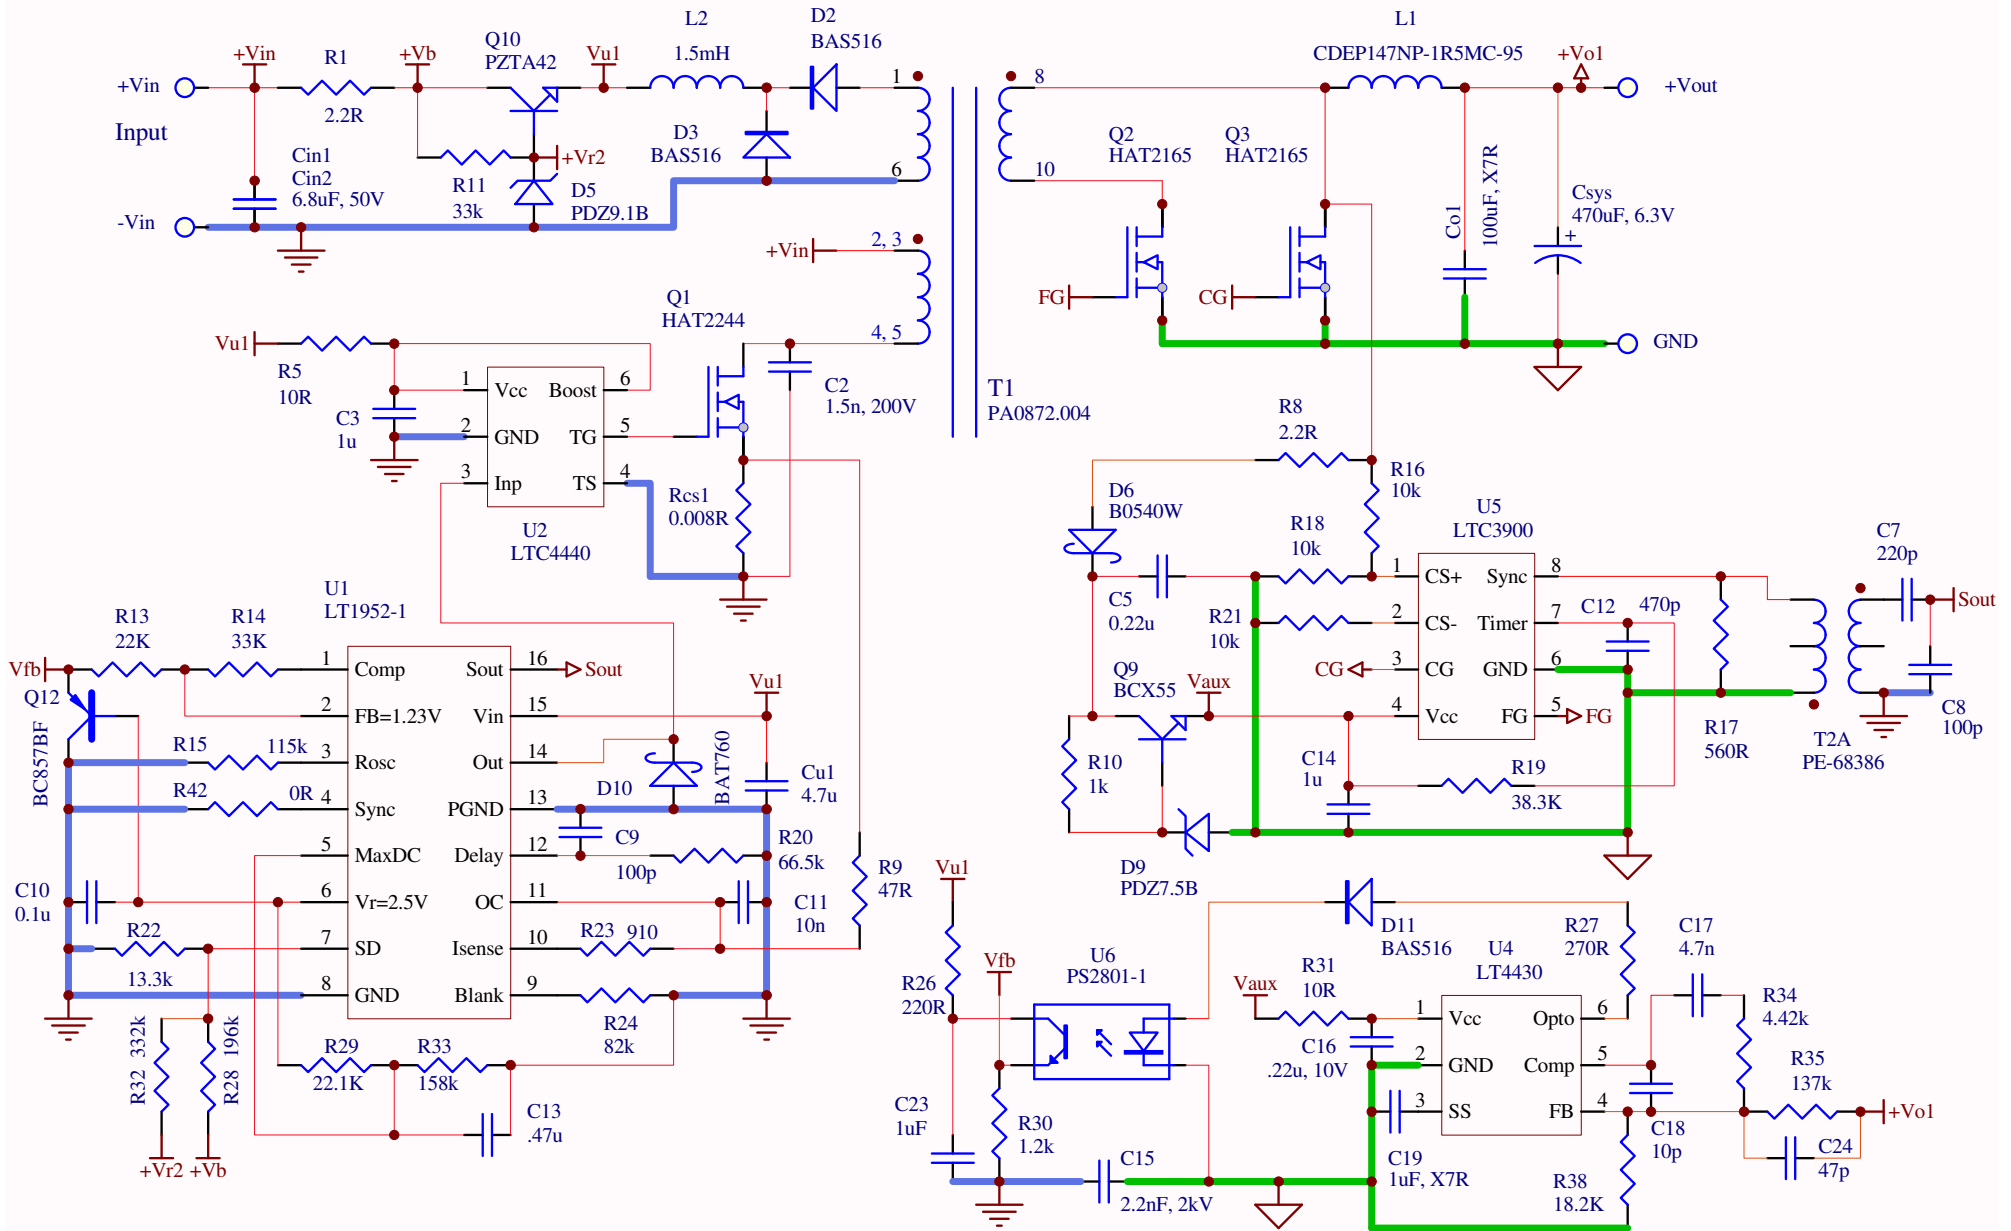 +Vin
+Vin
R1
2.2R
+Vb
Q10
PZTA42
Vu1
L2
1.5mH
D2
BAS516
1
8
L1
CDEP147NP-1R5MC-95
+Vo1
+Vout
Input
Cin1
Cin2
6.8uF, 50V
R11
33k
+Vr2
D5
PDZ9.1B
D3
BAS516
6
10
Q2
HAT2165
Q3
HAT2165
Co1
100uF, X7R
Csys
470uF, 6.3V
+
-Vin
+Vin
2, 3
4, 5
FG
CG
GND
Q1
HAT2244
Vu1
R5
10R
C3
1u
1
Vcc
Boost
6
2
GND
TG
5
3
Inp
TS
4
U2
LTC4440
C2
1.5n, 200V
T1
PA0872.004
Rcs1
0.008R
R8
2.2R
D6
B0540W
R16
10k
R18
10k
U5
LTC3900
C7
220p
C5
0.22u
R21
10k
1
CS+
Sync
8
2
CS-
Timer
7
3
CG
GND
6
4
Vcc
FG
5
CG
FG
C12
470p
Sout
R17
560R
T2A
PE-68386
C8
100p
Q9
BCX55
Vaux
R10
1k
C14
1u
R19
38.3K
D9
PDZ7.5B
U1
LT1952-1
R13
22K
R14
33K
Vfb
Q12
BC857BF
R15
115k
R42
0R
1
Comp
Sout
16
Sout
2
FB=1.23V
Vin
15
3
Rosc
Out
14
4
Sync
PGND
13
5
MaxDC
Delay
12
6
Vr=2.5V
OC
11
7
SD
Isense
10
8
GND
Blank
9
Vu1
D10
BAT760
Cu1
4.7u
C9
100p
R20
66.5k
R9
47R
C10
0.1u
R22
13.3k
R23
910
C11
10n
R24
82k
R32 332k
R28 196k
R29
22.1K
R33
158k
C13
.47u
+Vr2
+Vb
Vu1
R26
220R
Vfb
U6
PS2801-1
D11
BAS516
Vaux
R31
10R
U4
LT4430
R27
270R
C17
4.7n
R34
4.42k
C16
.22u, 10V
1
Vcc
Opto
6
2
GND
Comp
5
3
SS
FB
4
R35
137k
+Vo1
C23
1uF
R30
1.2k
C15
2.2nF, 2kV
C19
1uF, X7R
C18
10p
R38
18.2K
C24
47p